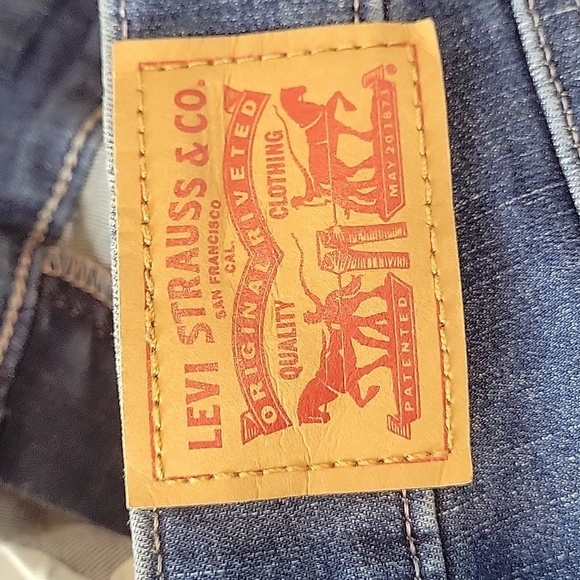 LEVI STRAUSS & CO.
SAN FRANCISCO
CAL.
ORIGINAL RIVETED
QUALITY CLOTHING
PATENTED MAY 20 1873
®